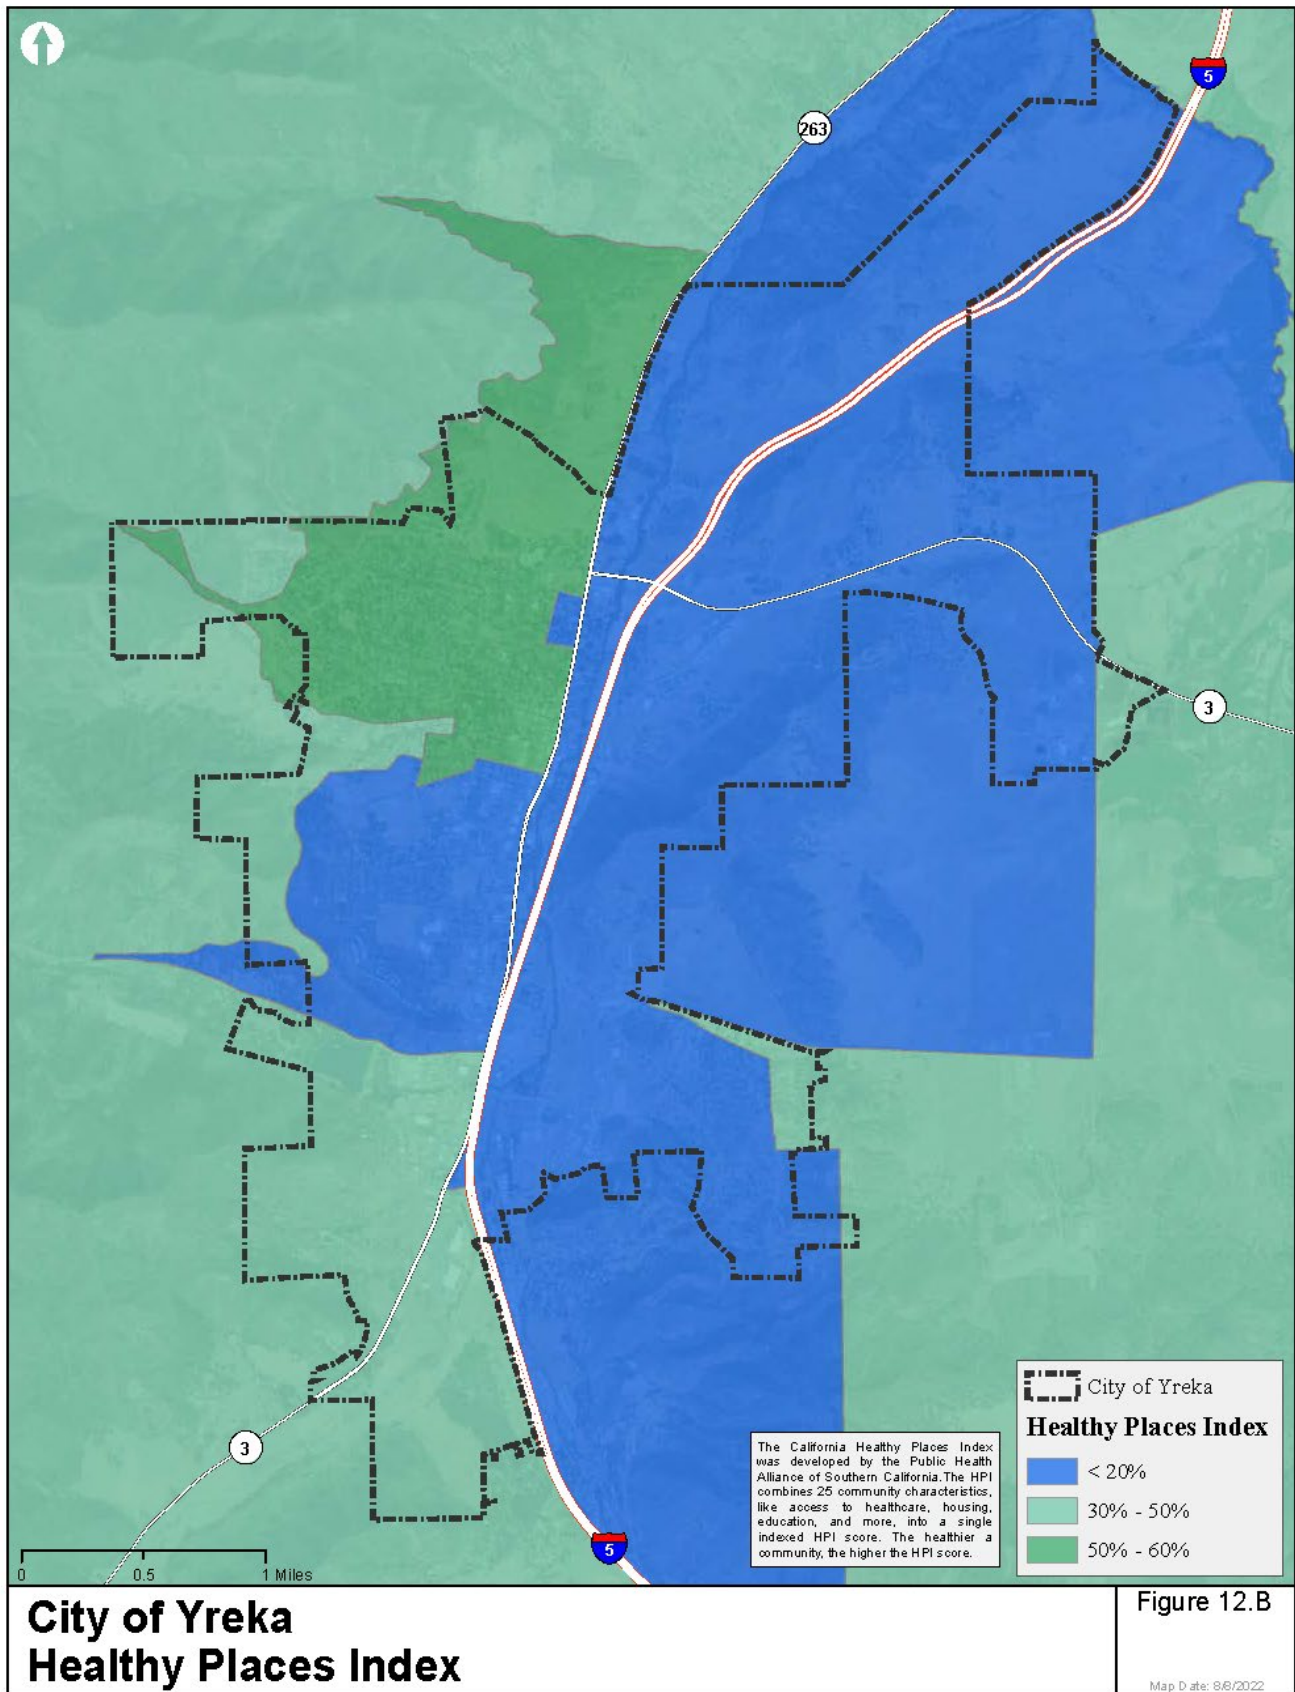 5
263
3
3
5
City of Yreka
Healthy Places Index
< 20%
30% - 50%
50% - 60%
The California Healthy Places Index
was developed by the Public Health
Alliance of Southern California.The HPI
combines 25 community characteristics,
like access to healthcare, housing,
education, and more, into a single
indexed HPI score. The healthier a
community, the higher the HPI score.
0 0.5 1 Miles
City of Yreka
Healthy Places Index
Figure 12.B
Map Date: 8/8/2022